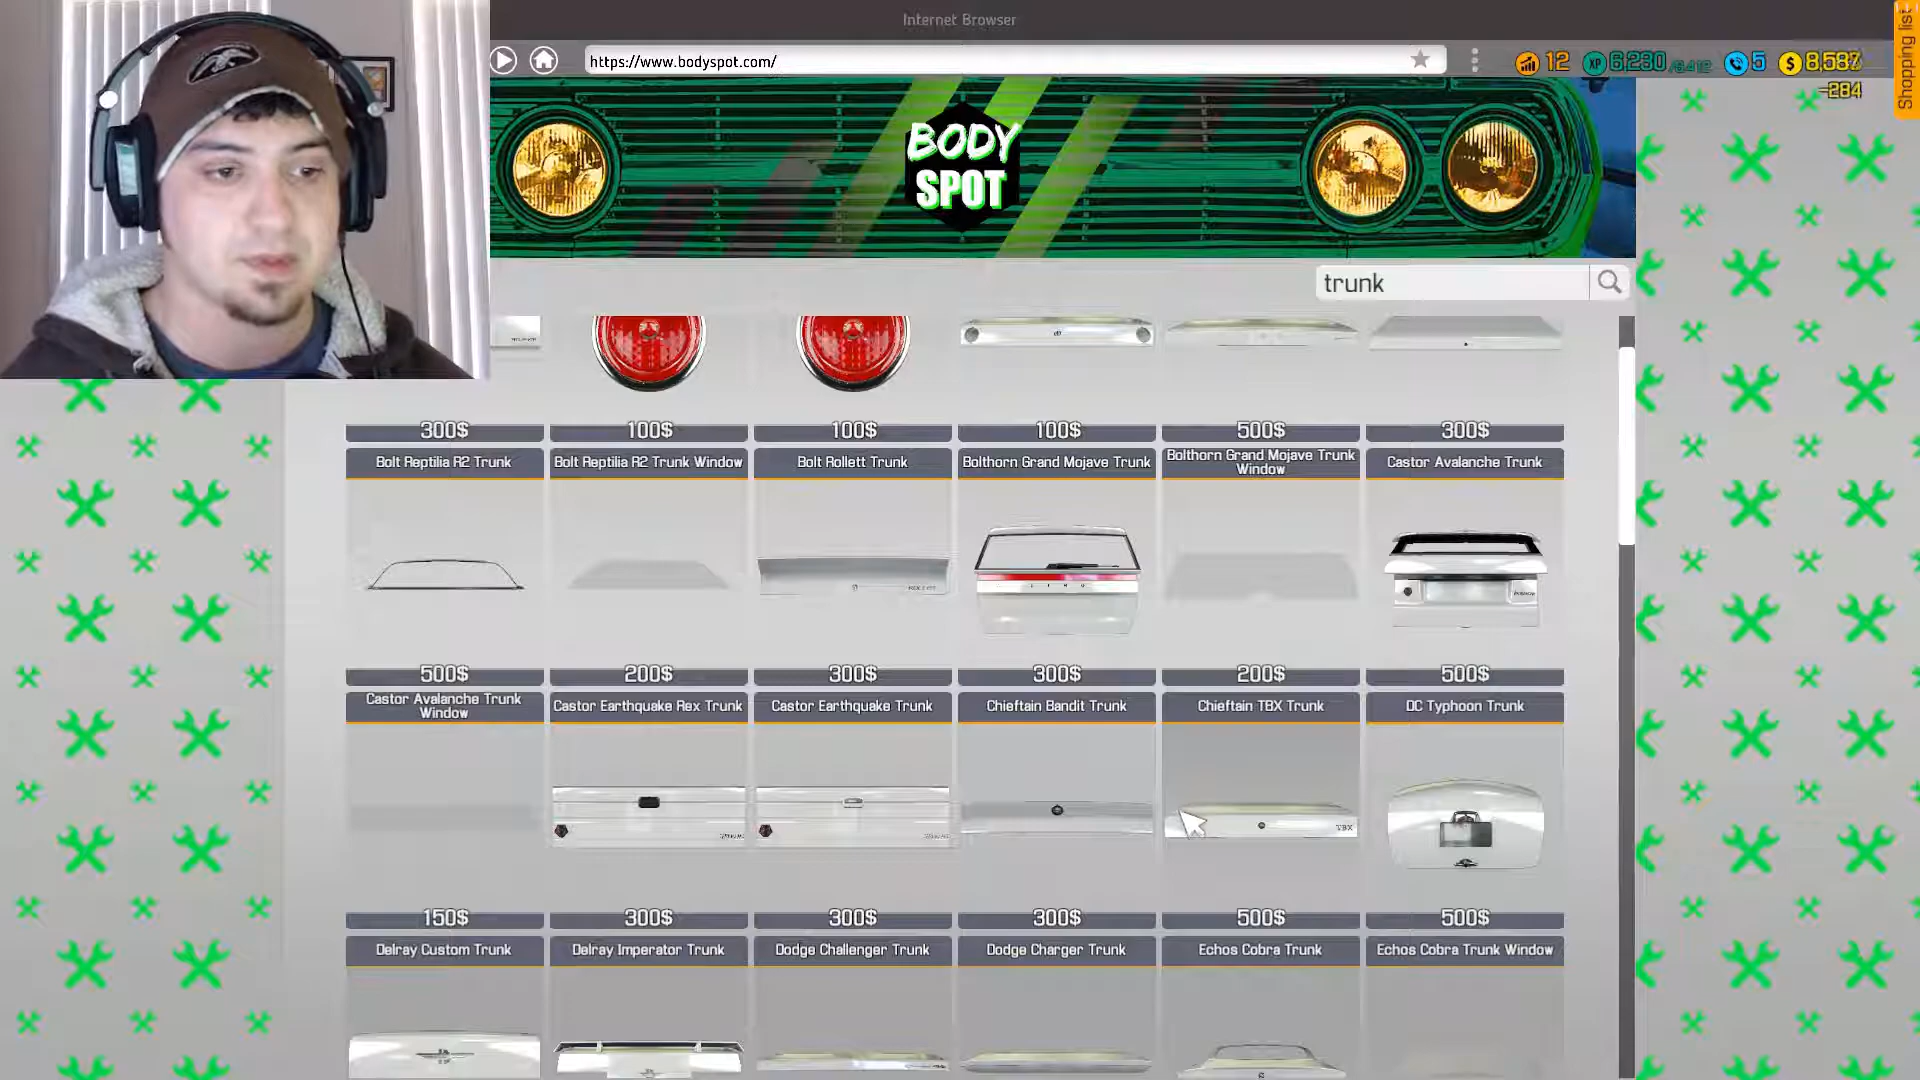 Internet Browser
https://www.bodyspot.com/
12
XP
6,230/8,412
5
$
8,587
-284
Shopping list
BODY
SPOT
trunk
300$ 100$ 100$ 100$ 500$ 300$
Bolt Reptilia R2 Trunk
Bolt Reptilia R2 Trunk Window
Bolt Rollett Trunk
Bolthorn Grand Mojave Trunk
Bolthorn Grand Mojave Trunk
Window
Castor Avalanche Trunk
500$ 200$ 300$ 300$ 200$ 500$
Castor Avalanche Trunk
Window
Castor Earthquake Rex Trunk
Castor Earthquake Trunk
Chieftain Bandit Trunk
Chieftain TBX Trunk
DC Typhoon Trunk
TBX
150$ 300$ 300$ 300$ 500$ 500$
Delray Custom Trunk
Delray Imperator Trunk
Dodge Challenger Trunk
Dodge Charger Trunk
Echos Cobra Trunk
Echos Cobra Trunk Window